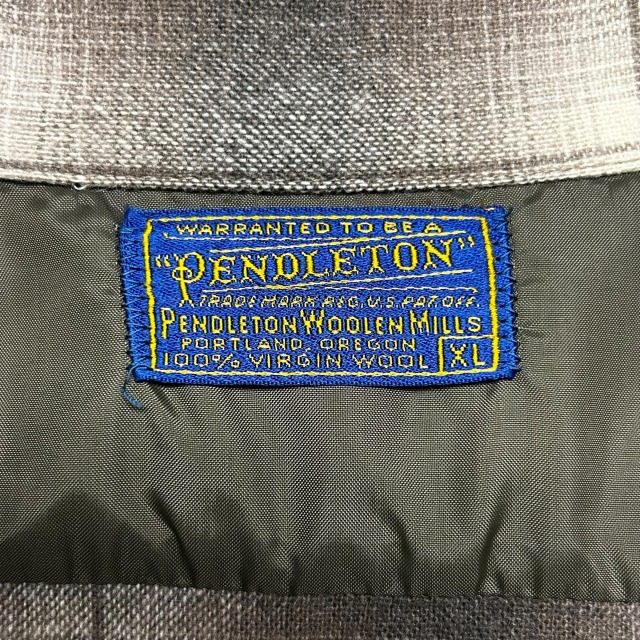 WARRANTED TO BE A
"PENDLETON"
TRADE MARK REG. U.S. PAT. OFF.
PENDLETON WOOLEN MILLS
PORTLAND, OREGON
100% VIRGIN WOOL XL